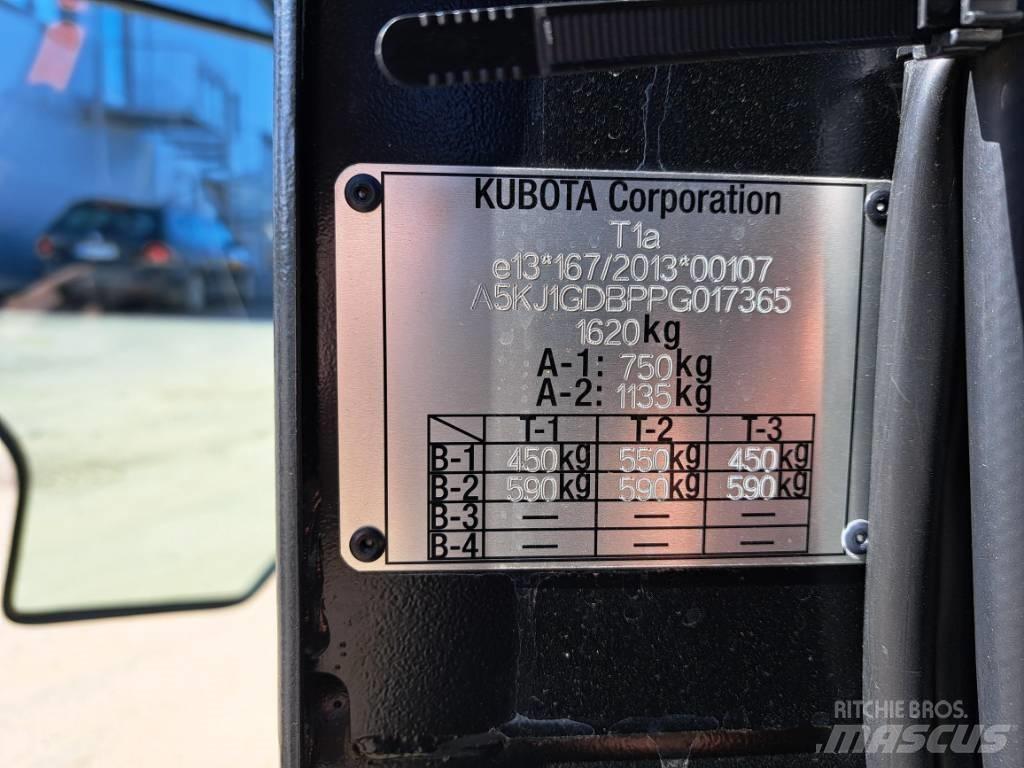 KUBOTA Corporation
T1a
e13*167/2013*00107
A5KJ1GDBPPG017365
1620kg
A-1: 750kg
A-2: 1135kg
T-1 T-2 T-3
B-1 450kg 550kg 450kg
B-2 590kg 590kg 590kg
B-3 — — —
B-4 — — —
RITCHIE BROS.
MASCUS